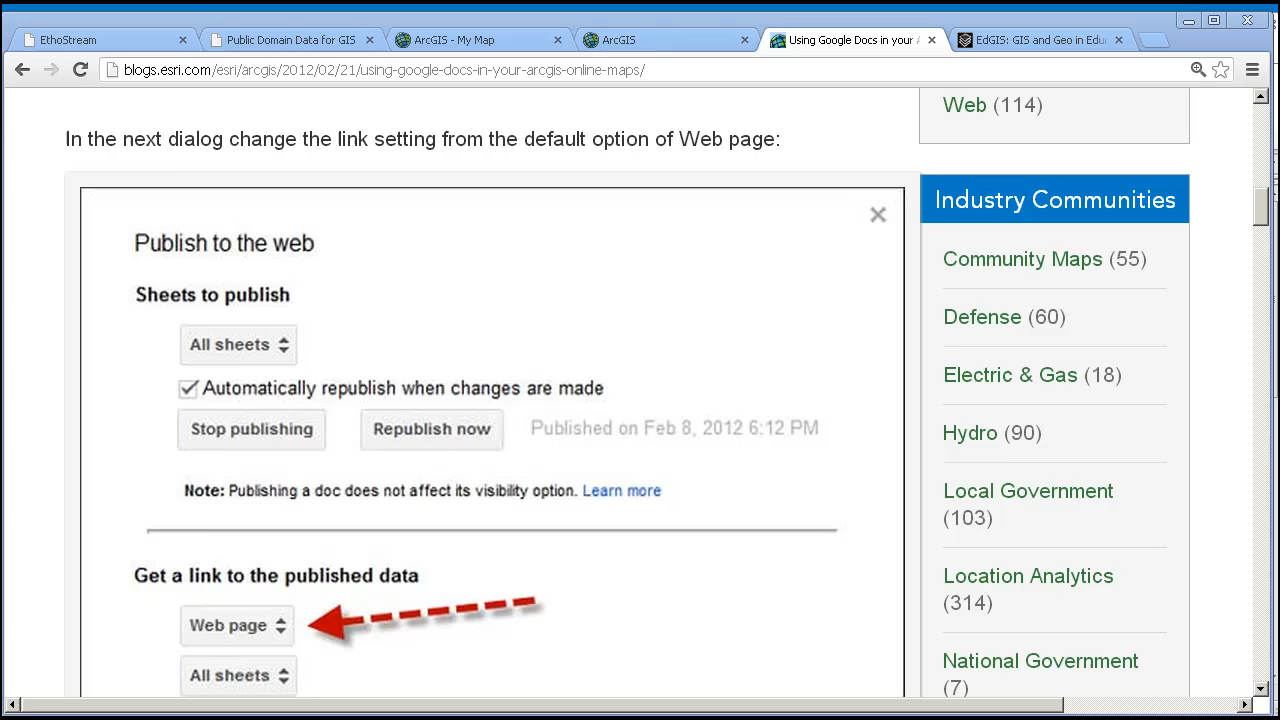 EthoStream
Public Domain Data for GIS
ArcGIS - My Map
ArcGIS
Using Google Docs in your A
EdGIS: GIS and Geo in Edu
blogs.esri.com/esri/arcgis/2012/02/21/using-google-docs-in-your-arcgis-online-maps/
In the next dialog change the link setting from the default option of Web page:
Publish to the web
Sheets to publish
All sheets
Automatically republish when changes are made
Stop publishing
Republish now
Published on Feb 8, 2012 6:12 PM
Note: Publishing a doc does not affect its visibility option. Learn more
Get a link to the published data
Web page
All sheets
Web (114)
Industry Communities
Community Maps (55)
Defense (60)
Electric & Gas (18)
Hydro (90)
Local Government
(103)
Location Analytics
(314)
National Government
(7)